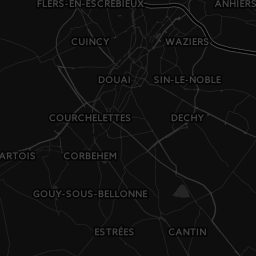 FLERS-EN-ESCREBIEUX
ANHIERS
CUINCY
WAZIERS
DOUAI
SIN-LE-NOBLE
COURCHELETTES
DECHY
ARTOIS
CORBEHEM
GOUY-SOUS-BELLONNE
ESTRÉES
CANTIN